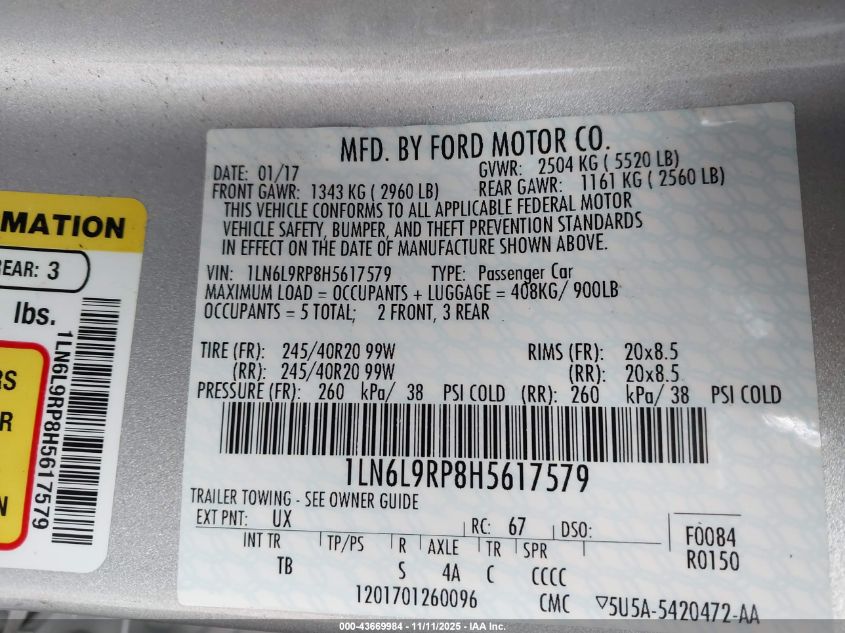 MFD. BY FORD MOTOR CO.
DATE: 01/17 GVWR: 2504 KG ( 5520 LB)
FRONT GAWR: 1343 KG ( 2960 LB) REAR GAWR: 1161 KG ( 2560 LB)
THIS VEHICLE CONFORMS TO ALL APPLICABLE FEDERAL MOTOR
VEHICLE SAFETY, BUMPER, AND THEFT PREVENTION STANDARDS
IN EFFECT ON THE DATE OF MANUFACTURE SHOWN ABOVE.
VIN: 1LN6L9RP8H5617579 TYPE: Passenger Car
MAXIMUM LOAD = OCCUPANTS + LUGGAGE = 408KG/ 900LB
OCCUPANTS = 5 TOTAL; 2 FRONT, 3 REAR
TIRE (FR): 245/40R20 99W RIMS (FR): 20x8.5
(RR): 245/40R20 99W (RR): 20x8.5
PRESSURE (FR): 260 kPa/ 38 PSI COLD (RR): 260 kPa/ 38 PSI COLD
1LN6L9RP8H5617579
TRAILER TOWING - SEE OWNER GUIDE
EXT PNT: UX RC: 67 DSO: F0084
R0150
INT TR TP/PS R AXLE TR SPR
TB S 4A C CCCC
1201701260096 CMC ▽5U5A-5420472-AA
MATION
REAR: 3
lbs.
RS
R
N
1LN6L9RP8H5617579
000-43669984 - 11/11/2025 - IAA Inc.